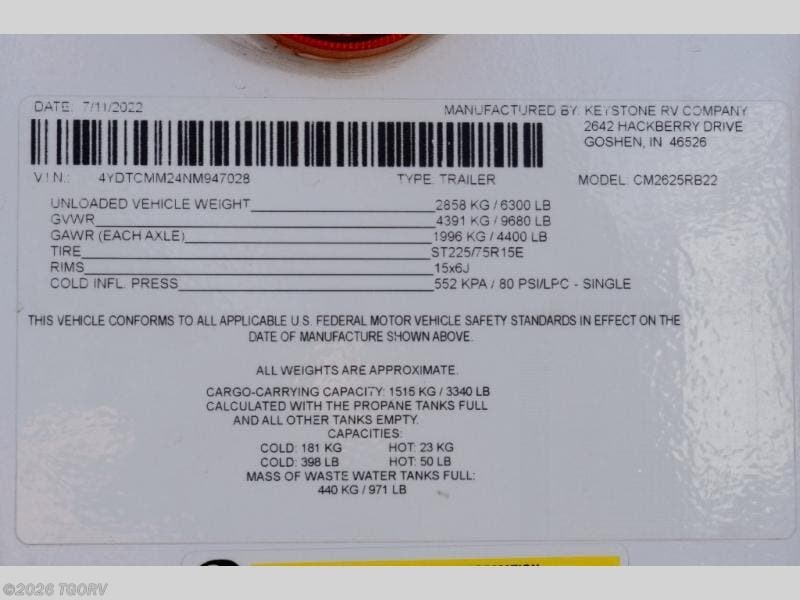 DATE: 7/11/2022
MANUFACTURED BY: KEYSTONE RV COMPANY
2642 HACKBERRY DRIVE
GOSHEN, IN 46526
V.I.N.: 4YDTCMM24NM947028 TYPE: TRAILER MODEL: CM2625RB22
UNLOADED VEHICLE WEIGHT 2858 KG / 6300 LB
GVWR 4391 KG / 9680 LB
GAWR (EACH AXLE) 1996 KG / 4400 LB
TIRE ST225/75R15E
RIMS 15x6J
COLD INFL. PRESS 552 KPA / 80 PSI/LPC - SINGLE
THIS VEHICLE CONFORMS TO ALL APPLICABLE U.S. FEDERAL MOTOR VEHICLE SAFETY STANDARDS IN EFFECT ON THE
DATE OF MANUFACTURE SHOWN ABOVE.
ALL WEIGHTS ARE APPROXIMATE.
CARGO-CARRYING CAPACITY: 1515 KG / 3340 LB
CALCULATED WITH THE PROPANE TANKS FULL
AND ALL OTHER TANKS EMPTY.
CAPACITIES:
COLD: 181 KG HOT: 23 KG
COLD: 398 LB HOT: 50 LB
MASS OF WASTE WATER TANKS FULL:
440 KG / 971 LB
©2026 TGORV